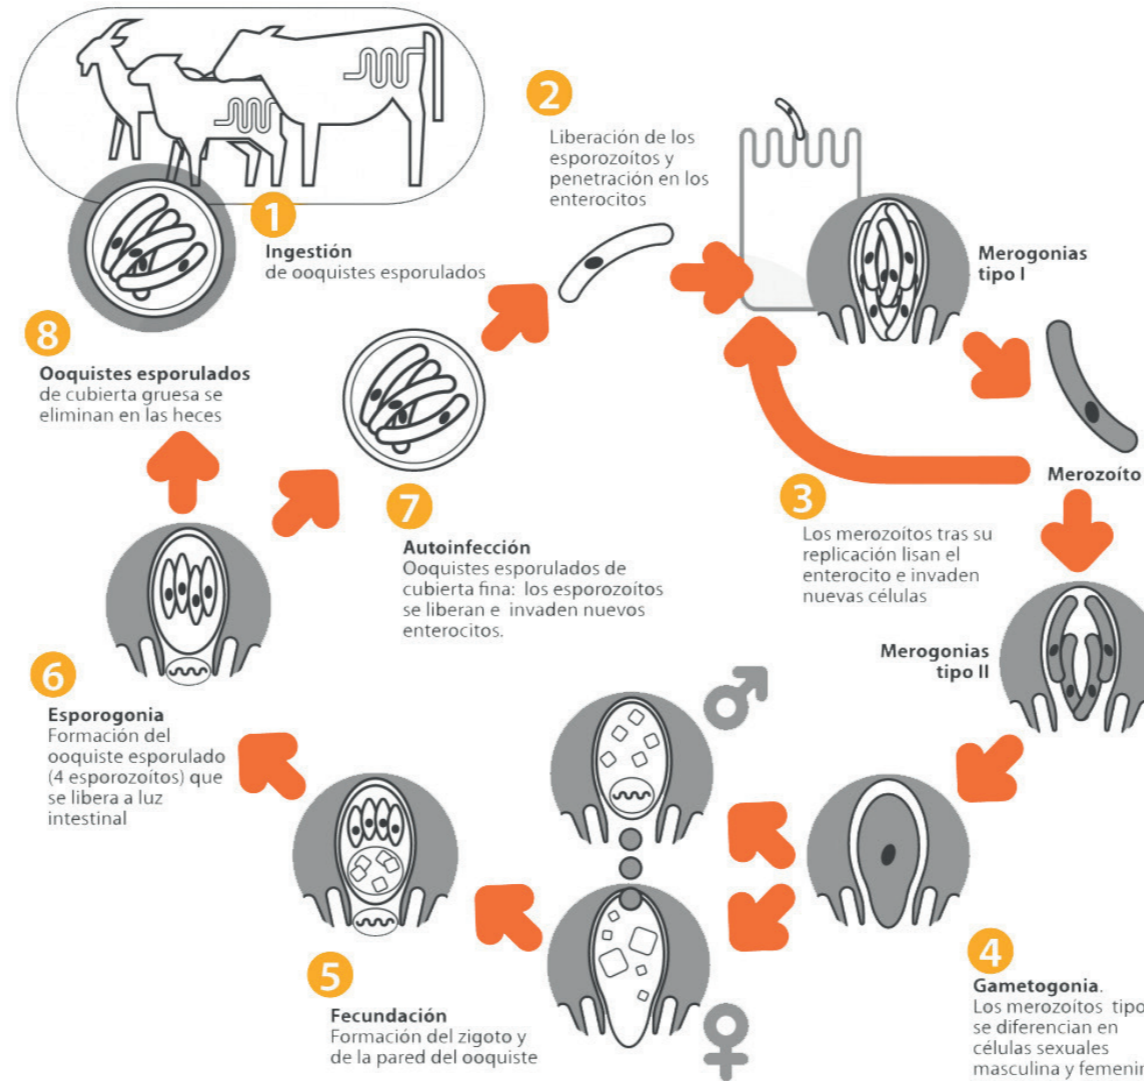 1
Ingestión
de ooquistes esporulados
2
Liberación de los
esporozoítos y
penetración en los
enterocitos
Merogonias
tipo I
Merozoíto
3
Los merozoítos tras su
replicación lisan el
enterocito e invaden
nuevas células
Merogonias
tipo II
4
Gametogonia.
Los merozoítos tipo
se diferencian en
células sexuales
masculina y
5
Fecundación
Formación del zigoto y
de la pared del ooquiste
6
Esporogonia
Formación del
ooquiste esporulado
(4 esporozoítos) que
se libera a luz
intestinal
7
Autoinfección
Ooquistes esporulados de
cubierta fina: los esporozoítos
se liberan e invaden nuevos
enterocitos.
8
Ooquistes esporulados
de cubierta gruesa se
eliminan en las heces